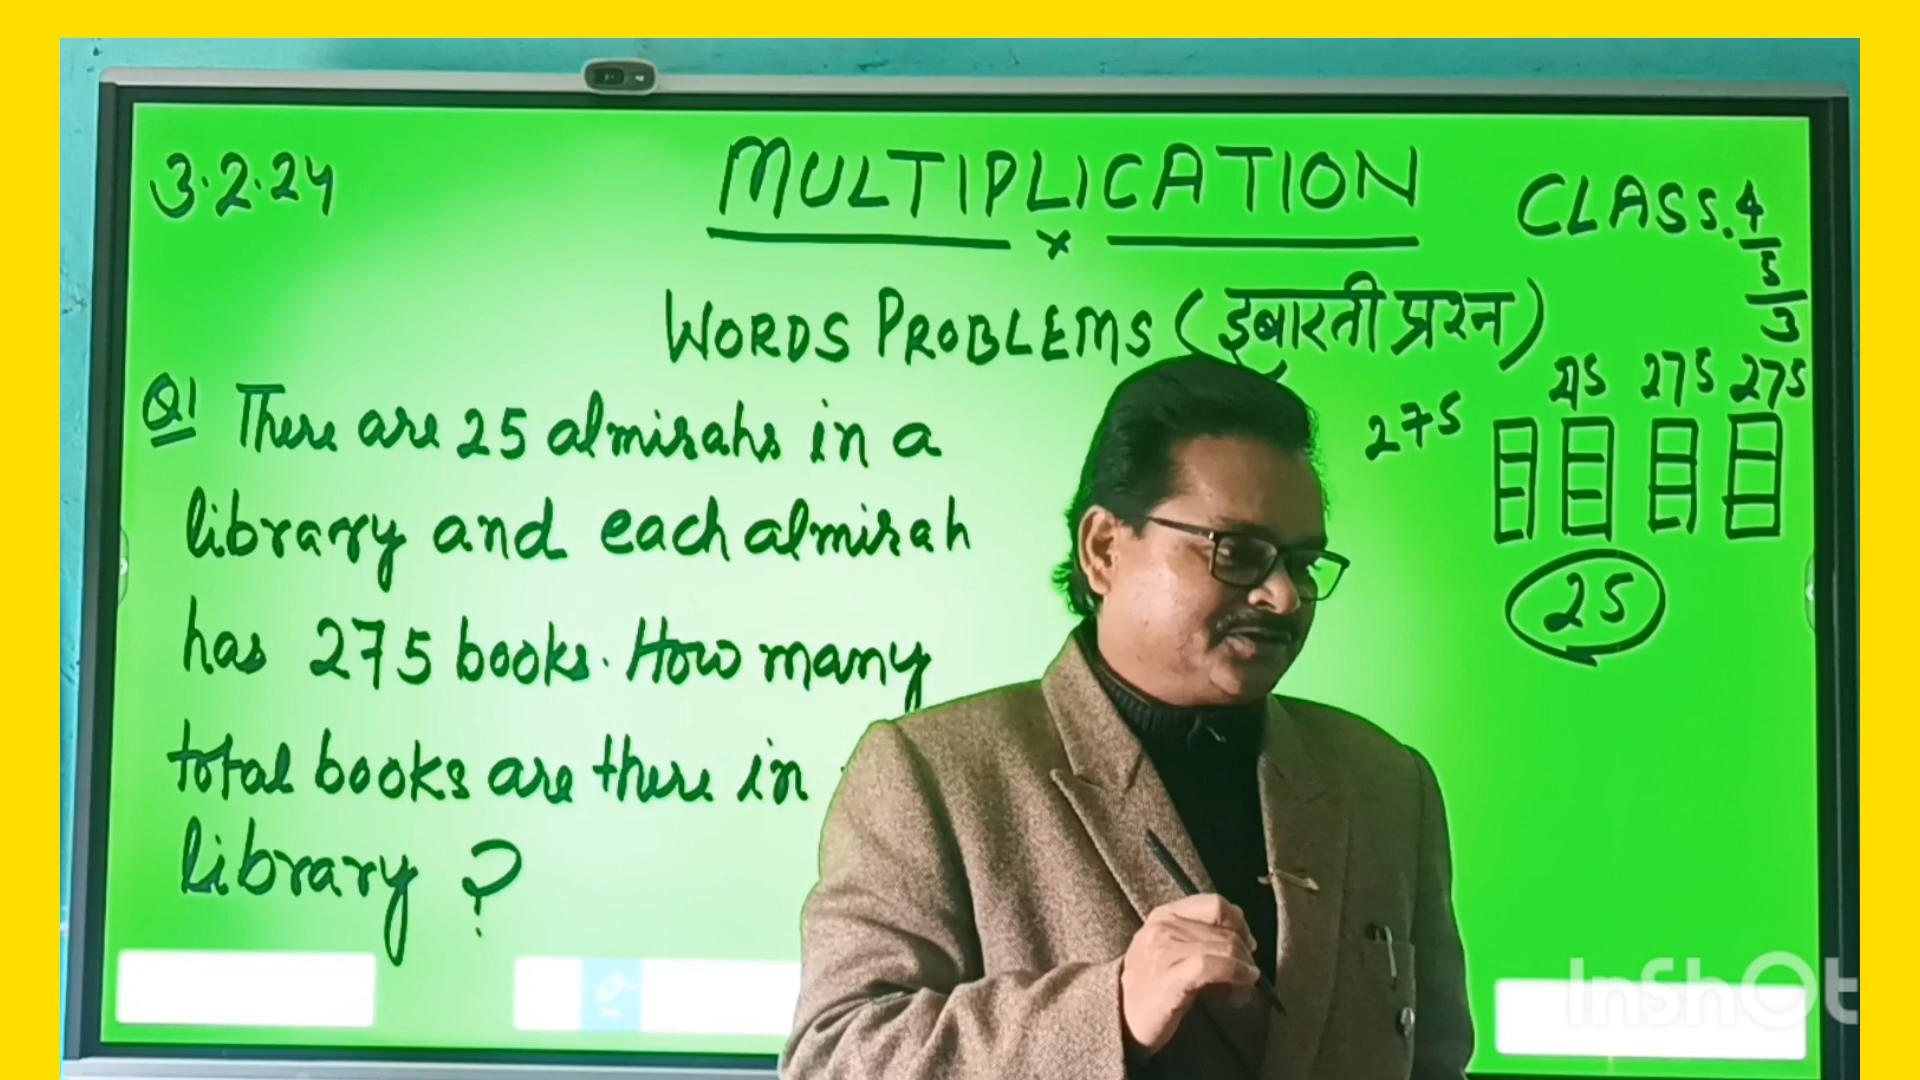 3.2.24
MULTIPLICATION
×
CLASS. 4
5
3
WORDS PROBLEMS (इबारती प्रश्न)
Q1 There are 25 almirahs in a
library and each almirah
has 275 books. How many
total books are there in
library ?
275 275 275 275
25
InShOt